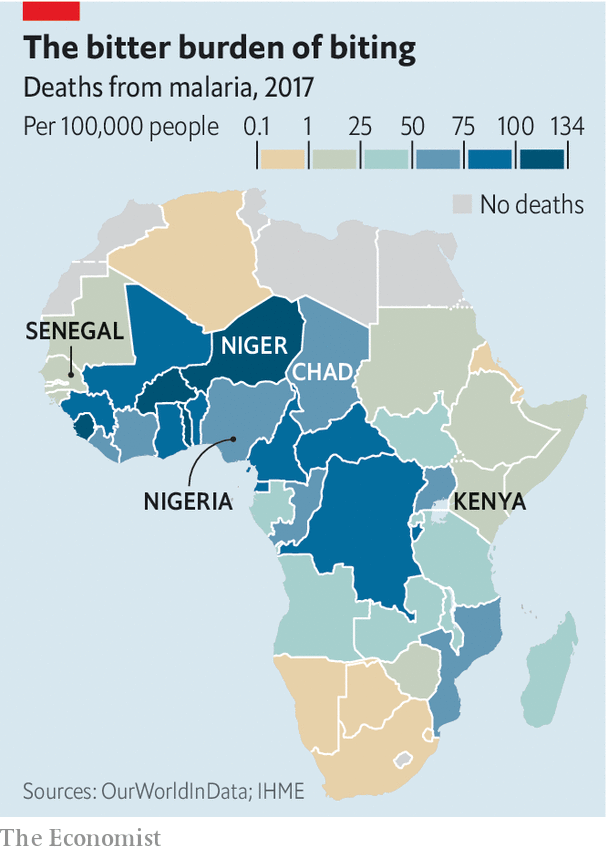 The bitter burden of biting
Deaths from malaria, 2017
Per 100,000 people 0.1 1 25 50 75 100 134
No deaths
SENEGAL
NIGER
CHAD
NIGERIA
KENYA
Sources: OurWorldInData; IHME
The Economist